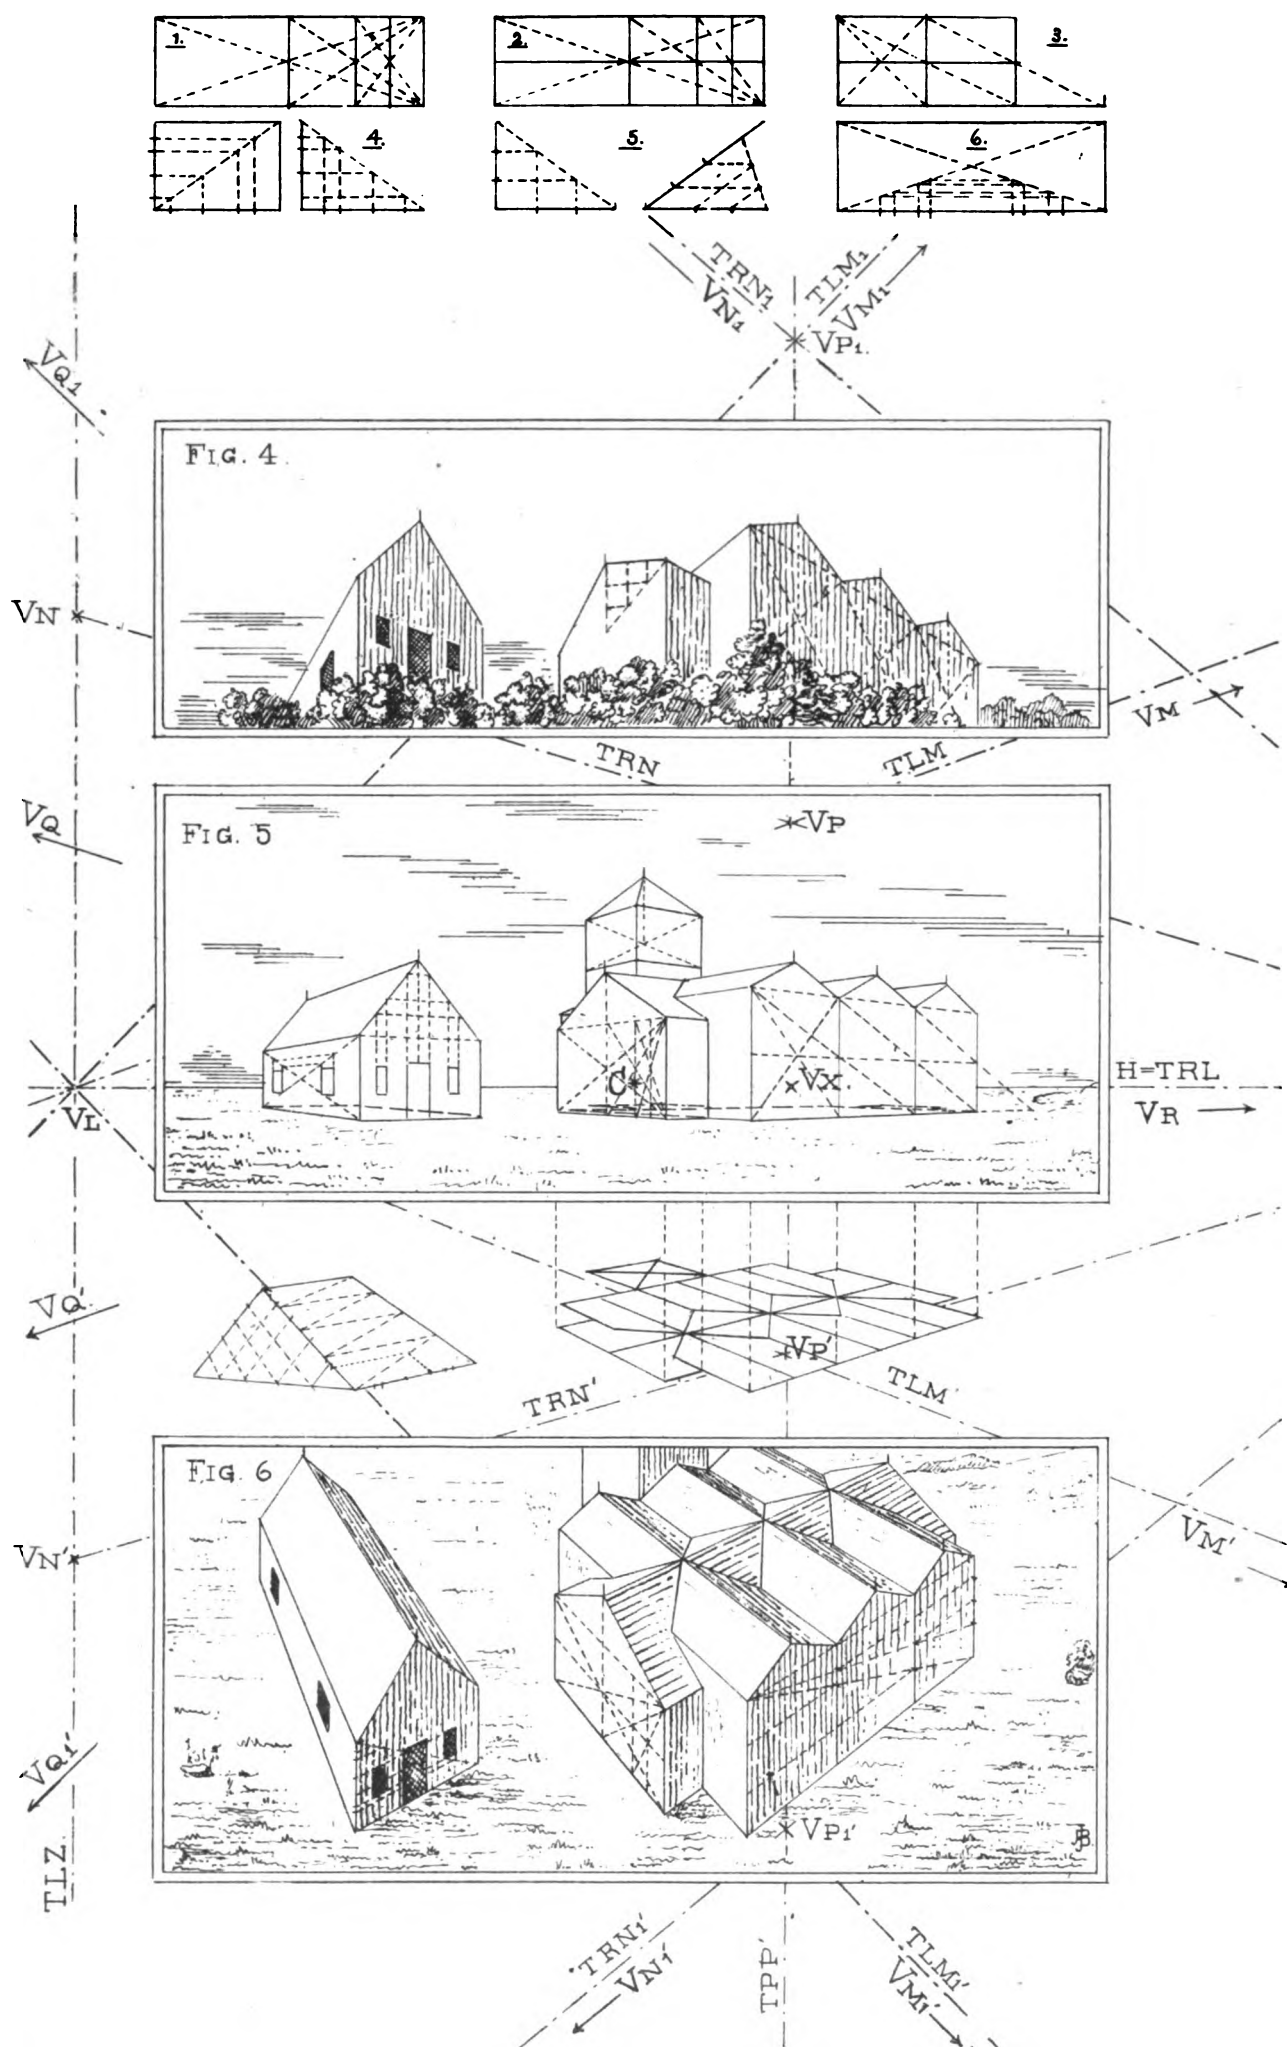 1.
2.
3.
4.
5.
6.
TRN1
VN1
TLM1
VM1
VP1.
VQ1
FIG. 4.
VN
VM
TRN
TLM
VQ
FIG. 5
VP
C
VX.
H=TRL
VR
VL
VQ'
VP'
TRN'
TLM'
FIG. 6
VN'
VM'
VQ1'
VP1'
JB
TLZ.
TRN1'
VN1'
TPP'
TLM1'
VM1'